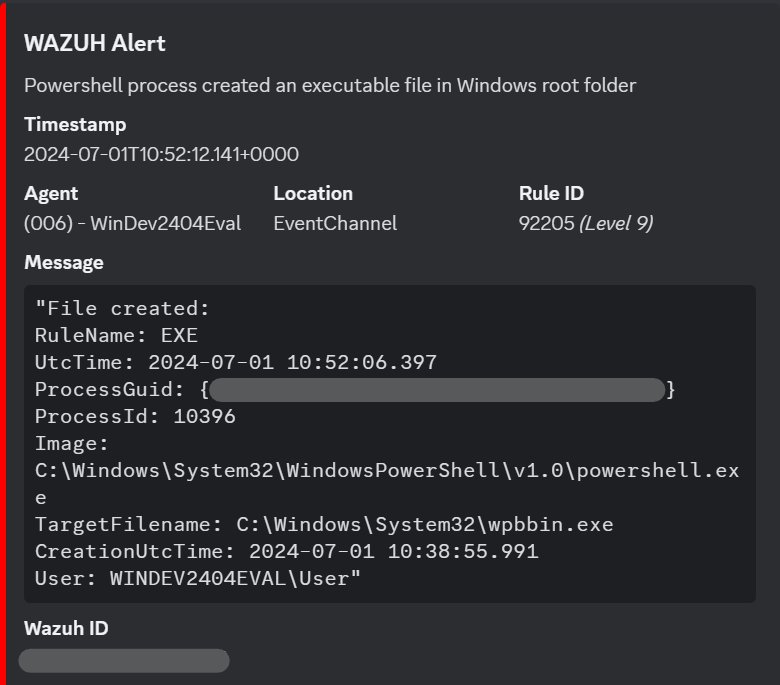 WAZUH Alert
Powershell process created an executable file in Windows root folder
Timestamp
2024-07-01T10:52:12.141+0000
Agent Location Rule ID
(006) - WinDev2404Eval EventChannel 92205 (Level 9)
Message
"File created:
RuleName: EXE
UtcTime: 2024-07-01 10:52:06.397
ProcessGuid: { }
ProcessId: 10396
Image:
C:\Windows\System32\WindowsPowerShell\v1.0\powershell.ex
e
TargetFilename: C:\Windows\System32\wpbbin.exe
CreationUtcTime: 2024-07-01 10:38:55.991
User: WINDEV2404EVAL\User"
Wazuh ID